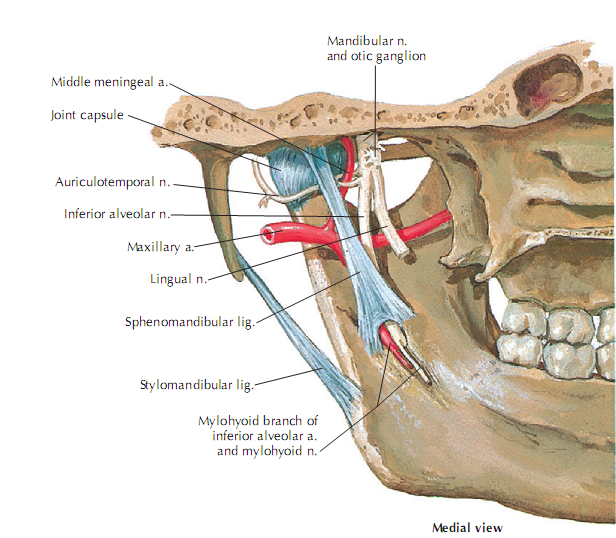 Mandibular n.
and otic ganglion
Middle meningeal a.
Joint capsule
Auriculotemporal n.
Inferior alveolar n.
Maxillary a.
Lingual n.
Sphenomandibular lig.
Stylomandibular lig.
Mylohyoid branch of
inferior alveolar a.
and mylohyoid n.
Medial view